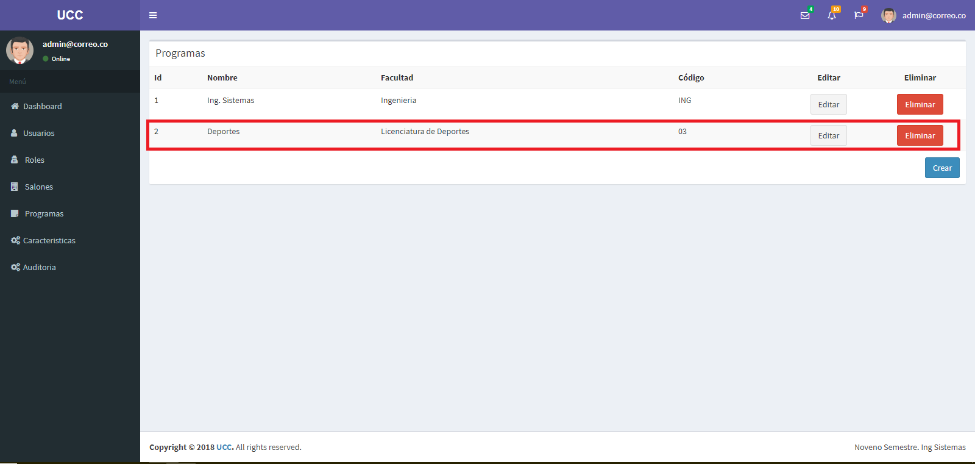 UCC
4 10 9 admin@correo.co
admin@correo.co
Online
Menú
Dashboard
Usuarios
Roles
Salones
Programas
Características
Auditoria
Programas
Id Nombre Facultad Código Editar Eliminar
1 Ing. Sistemas Ingenieria ING Editar Eliminar
2 Deportes Licenciatura de Deportes 03 Editar Eliminar
Crear
Copyright © 2018 UCC. All rights reserved. Noveno Semestre. Ing Sistemas